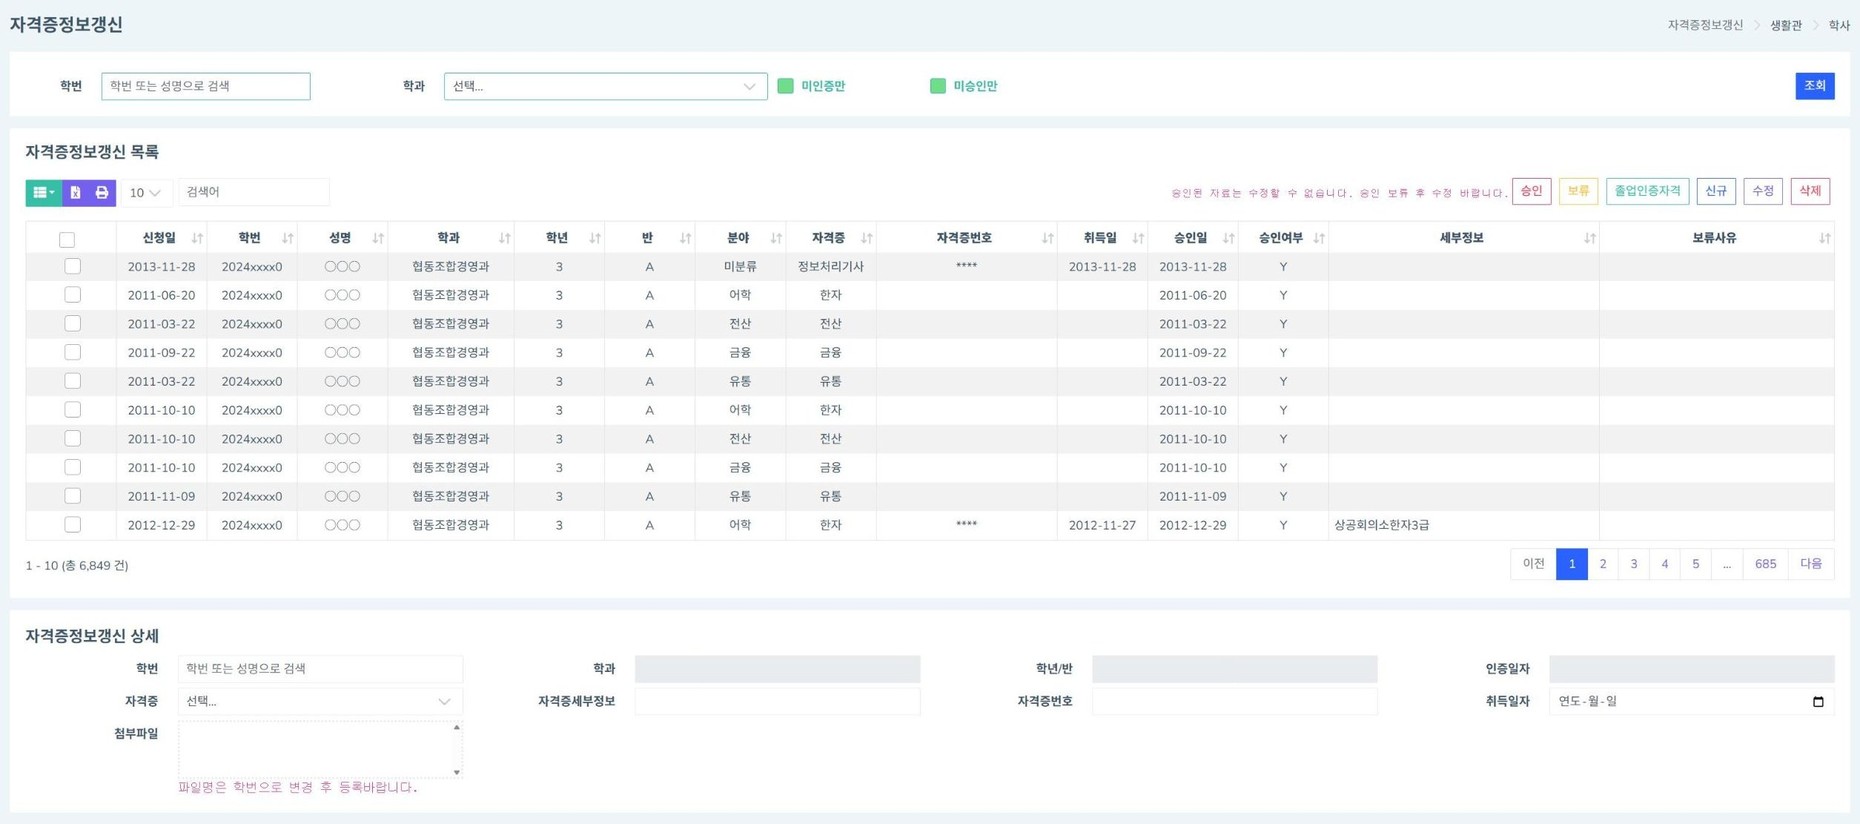 자격증정보갱신
자격증정보갱신 > 생활관 > 학사
학번 학번 또는 성명으로 검색 학과 선택... 미인증만 미승인만 조회
자격증정보갱신 목록
10 검색어 승인된 자료는 수정할 수 없습니다. 승인 보류 후 수정 바랍니다. 승인 보류 졸업인증자격 신규 수정 삭제
신청일 학번 성명 학과 학년 반 분야 자격증 자격증번호 취득일 승인일 승인여부 세부정보 보류사유
2013-11-28 2024xxxx0 ○○○ 협동조합경영과 3 A 미분류 정보처리기사 **** 2013-11-28 2013-11-28 Y
2011-06-20 2024xxxx0 ○○○ 협동조합경영과 3 A 어학 한자 2011-06-20 Y
2011-03-22 2024xxxx0 ○○○ 협동조합경영과 3 A 전산 전산 2011-03-22 Y
2011-09-22 2024xxxx0 ○○○ 협동조합경영과 3 A 금융 금융 2011-09-22 Y
2011-03-22 2024xxxx0 ○○○ 협동조합경영과 3 A 유통 유통 2011-03-22 Y
2011-10-10 2024xxxx0 ○○○ 협동조합경영과 3 A 어학 한자 2011-10-10 Y
2011-10-10 2024xxxx0 ○○○ 협동조합경영과 3 A 전산 전산 2011-10-10 Y
2011-10-10 2024xxxx0 ○○○ 협동조합경영과 3 A 금융 금융 2011-10-10 Y
2011-11-09 2024xxxx0 ○○○ 협동조합경영과 3 A 유통 유통 2011-11-09 Y
2012-12-29 2024xxxx0 ○○○ 협동조합경영과 3 A 어학 한자 **** 2012-11-27 2012-12-29 Y 상공회의소한자3급
1 - 10 (총 6,849 건) 이전 1 2 3 4 5 ... 685 다음
자격증정보갱신 상세
학번 학번 또는 성명으로 검색 학과 학년/반 인증일자
자격증 선택... 자격증세부정보 자격증번호 취득일자 연도-월-일
첨부파일
파일명은 학번으로 변경 후 등록바랍니다.